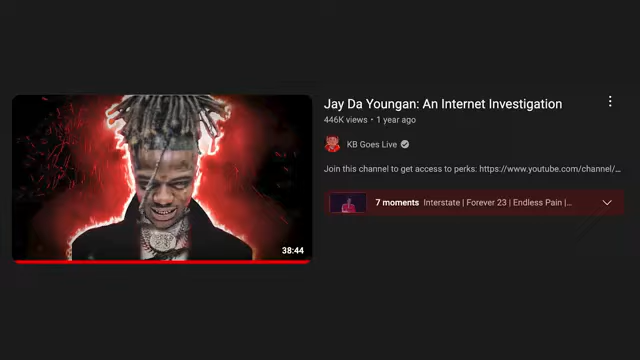 Jay Da Youngan: An Internet Investigation
446K views • 1 year ago
KB Goes Live
Join this channel to get access to perks: https://www.youtube.com/channel/...
7 moments Interstate | Forever 23 | Endless Pain |...
38:44